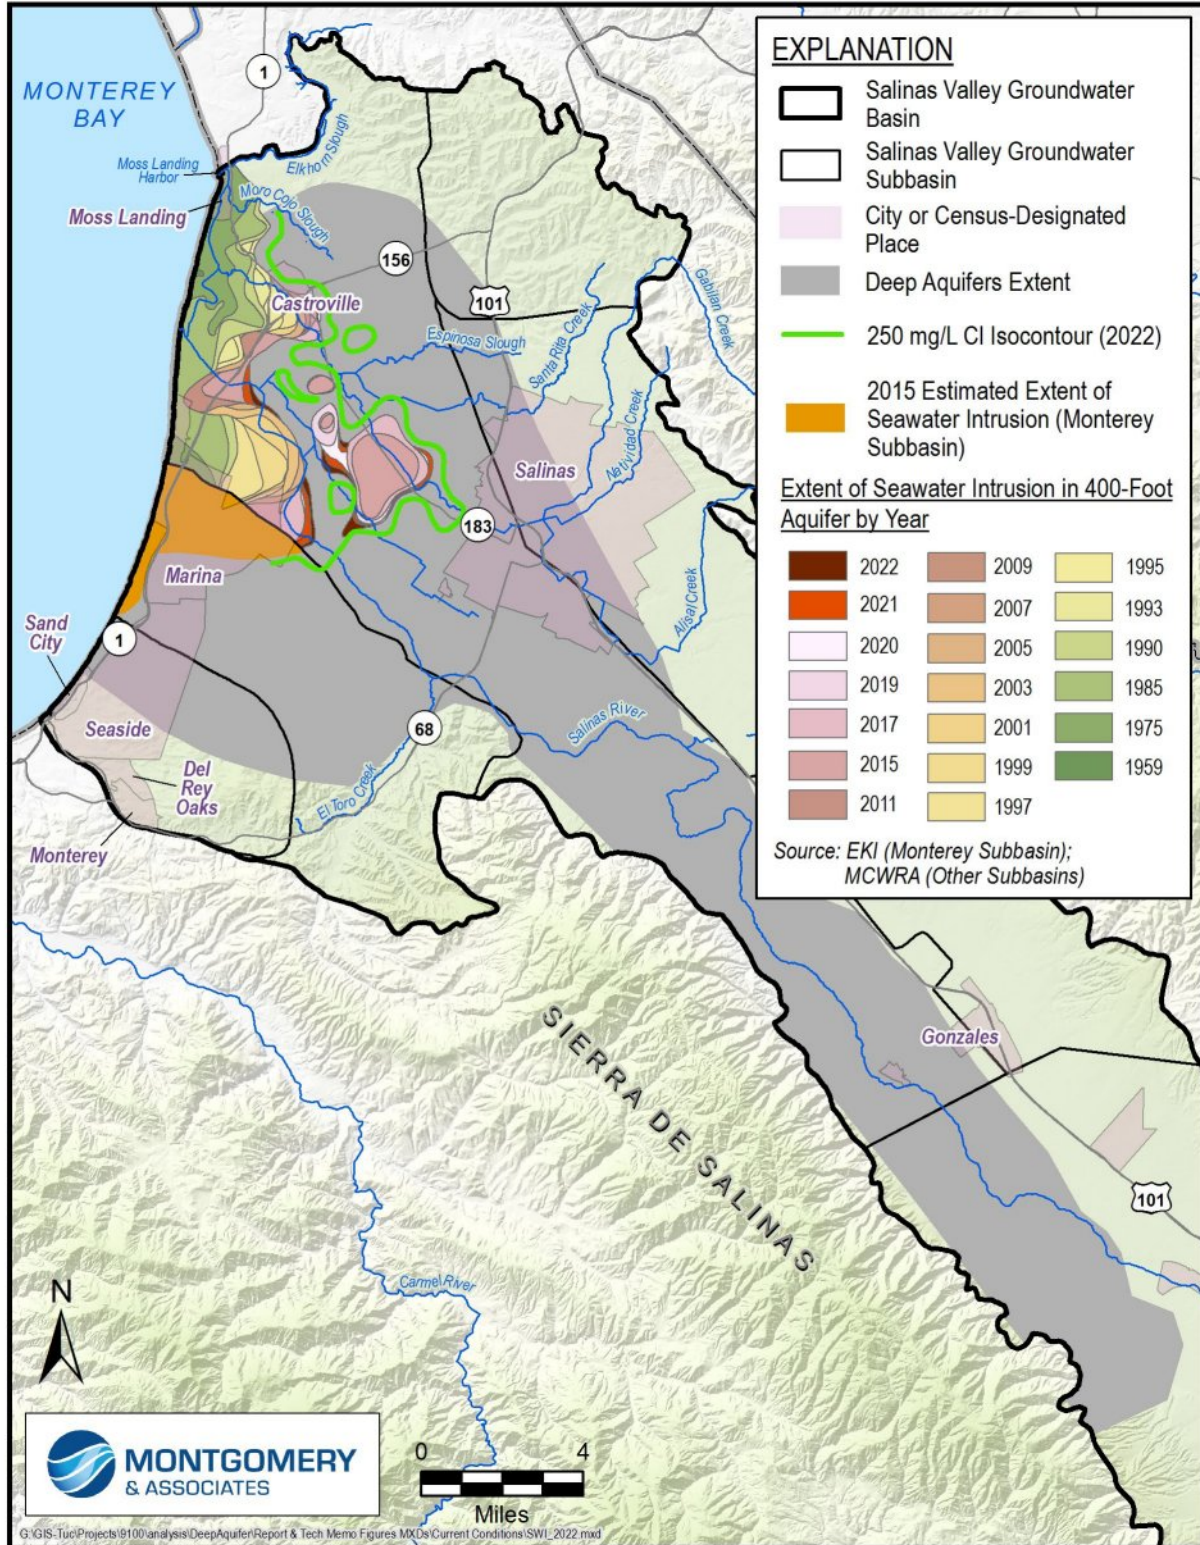 EXPLANATION
Salinas Valley Groundwater
Basin
Salinas Valley Groundwater
Subbasin
City or Census-Designated
Place
Deep Aquifers Extent
250 mg/L Cl Isocontour (2022)
2015 Estimated Extent of
Seawater Intrusion (Monterey
Subbasin)
Extent of Seawater Intrusion in 400-Foot
Aquifer by Year
2022
2021
2020
2019
2017
2015
2011
2009
2007
2005
2003
2001
1999
1997
1995
1993
1990
1985
1975
1959
Source: EKI (Monterey Subbasin);
MCWRA (Other Subbasins)
MONTEREY
BAY
1
Moss Landing
Harbor
Elkhorn Slough
Moro Cojo Slough
Moss Landing
156
101
Castroville
Gabilan Creek
Espinosa Slough
Santa Rita Creek
Natividad Creek
Salinas
183
Marina
Alisal Creek
Sand
City
1
Seaside
68
Salinas River
Del
Rey
Oaks
El Toro Creek
Monterey
Gonzales
SIERRA DE SALINAS
101
Carmel River
N
MONTGOMERY
& ASSOCIATES
0
4
Miles
G:\GIS-Tuc\Projects\9100\analysis\DeepAquifer\Report & Tech Memo Figures MXDs\Current Conditions\SWI_2022.mxd